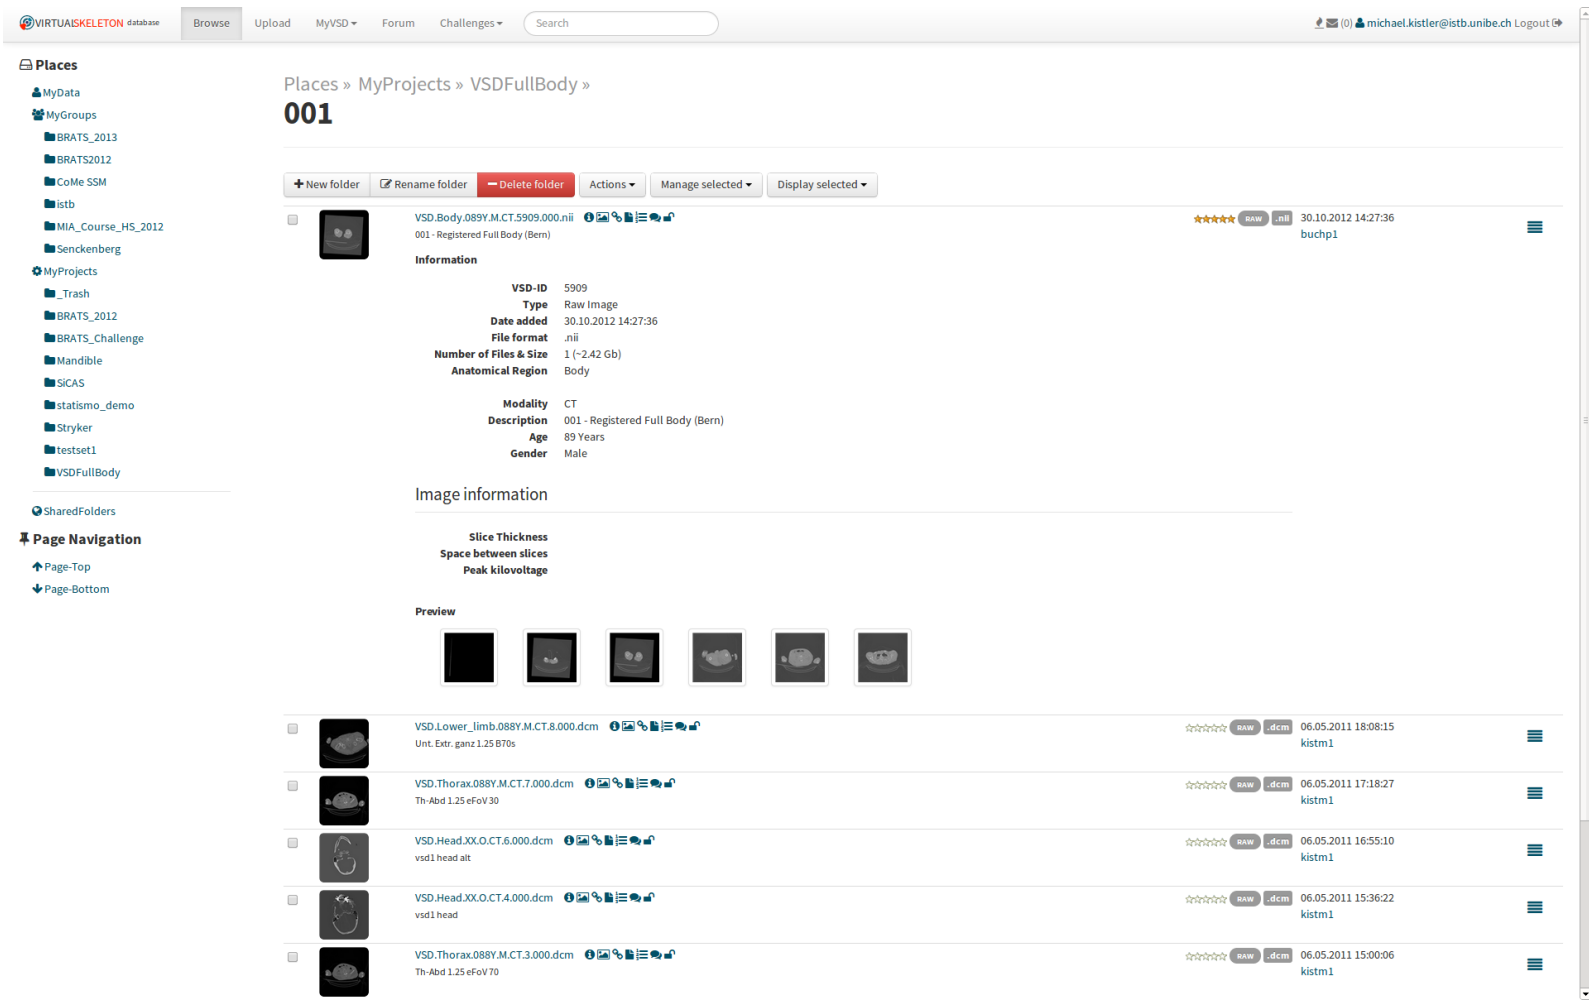 VIRTUALSKELETON database
Browse
Upload
MyVSD
Forum
Challenges
Search
(0) michael.kistler@istb.unibe.ch Logout
Places
MyData
MyGroups
BRATS_2013
BRATS2012
CoMe SSM
istb
MIA_Course_HS_2012
Senckenberg
MyProjects
_Trash
BRATS_2012
BRATS_Challenge
Mandible
SiCAS
statismo_demo
Stryker
testset1
VSDFullBody
SharedFolders
Page Navigation
Page-Top
Page-Bottom
Places » MyProjects » VSDFullBody »
001
New folder
Rename folder
Delete folder
Actions
Manage selected
Display selected
VSD.Body.089Y.M.CT.5909.000.nii RAW .nii 30.10.2012 14:27:36
001 - Registered Full Body (Bern) buchp1
Information
VSD-ID 5909
Type Raw Image
Date added 30.10.2012 14:27:36
File format .nii
Number of Files & Size 1 (~2.42 Gb)
Anatomical Region Body
Modality CT
Description 001 - Registered Full Body (Bern)
Age 89 Years
Gender Male
Image information
Slice Thickness
Space between slices
Peak kilovoltage
Preview
VSD.Lower_limb.088Y.M.CT.8.000.dcm RAW .dcm 06.05.2011 18:08:15
Unt. Extr. ganz 1.25 B70s kistm1
VSD.Thorax.088Y.M.CT.7.000.dcm RAW .dcm 06.05.2011 17:18:27
Th-Abd 1.25 eFoV 30 kistm1
VSD.Head.XX.O.CT.6.000.dcm RAW .dcm 06.05.2011 16:55:10
vsd1 head alt kistm1
VSD.Head.XX.O.CT.4.000.dcm RAW .dcm 06.05.2011 15:36:22
vsd1 head kistm1
VSD.Thorax.088Y.M.CT.3.000.dcm RAW .dcm 06.05.2011 15:00:06
Th-Abd 1.25 eFoV 70 kistm1